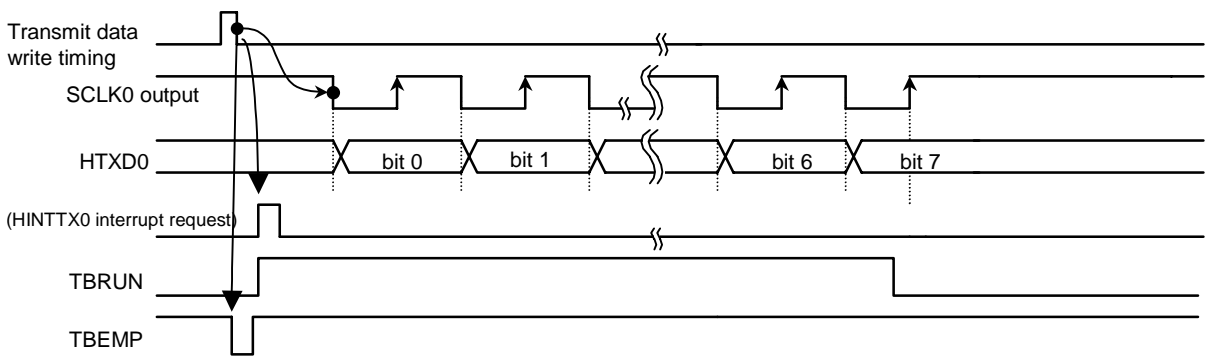 Transmit data
write timing
SCLK0 output
HTXD0
bit 0
bit 1
bit 6
bit 7
(HINTTX0 interrupt request)
TBRUN
TBEMP